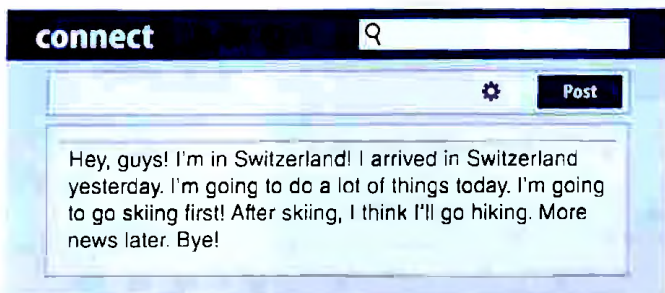 connect
Post
Hey, guys! I'm in Switzerland! I arrived in Switzerland
yesterday. I'm going to do a lot of things today. I'm going
to go skiing first! After skiing, I think I'll go hiking. More
news later. Bye!